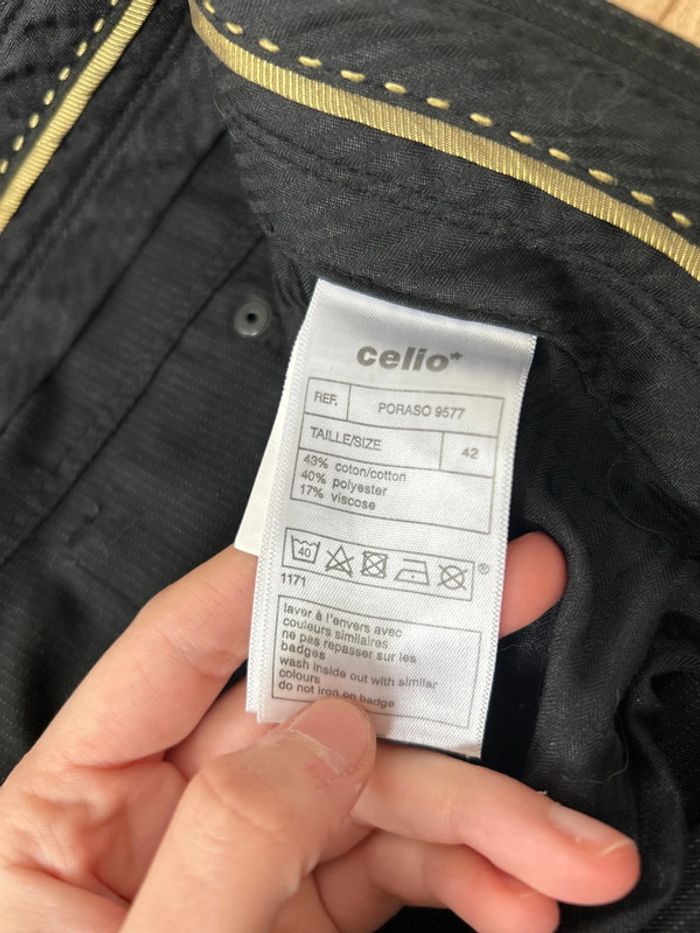 celio*
REF. PORASO 9577
TAILLE/SIZE 42
43% coton/cotton
40% polyester
17% viscose
40
®
1171
laver à l'envers avec
couleurs similaires
ne pas repasser sur les
badges
wash inside out with similar
colours
do not iron on badge